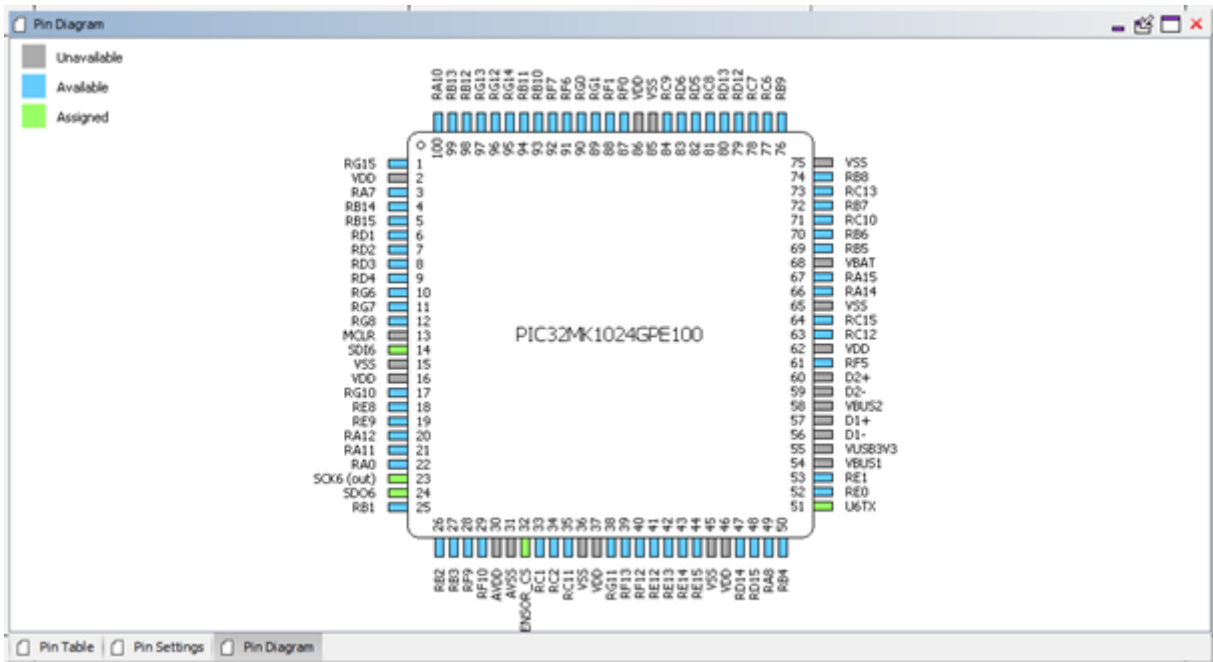 Pin Diagram
Unavailable
Available
Assigned
RA10 RB13 RB12 RG13 RG12 RG14 RB11 RB10 RF7 RF6 RG0 RG1 RF1 RF0 VDD VSS RC9 RD6 RD5 RC8 RD13 RD12 RC7 RC6 RB9
100 99 98 97 96 95 94 93 92 91 90 89 88 87 86 85 84 83 82 81 80 79 78 77 76
RG15 1 75 VSS
VDD 2 74 RB8
RA7 3 73 RC13
RB14 4 72 RB7
RB15 5 71 RC10
RD1 6 70 RB6
RD2 7 69 RB5
RD3 8 68 VBAT
RD4 9 67 RA15
RG6 10 66 RA14
RG7 11 65 VSS
RG8 12 64 RC15
MCLR 13 63 RC12
SDI6 14 62 VDD
VSS 15 61 RF5
VDD 16 60 D2+
RG10 17 59 D2-
RE8 18 58 VBUS2
RE9 19 57 D1+
RA12 20 56 D1-
RA11 21 55 VUSB3V3
RA0 22 54 VBUS1
SCK6 (out) 23 53 RE1
SDO6 24 52 RE0
RB1 25 51 U6TX
PIC32MK1024GPE100
26 27 28 29 30 31 32 33 34 35 36 37 38 39 40 41 42 43 44 45 46 47 48 49 50
RB2 RB3 RF9 RF10 AVDD AVSS ENSOR_CS RC1 RC2 RC11 VSS VDD RG11 RF13 RF12 RE12 RE13 RE14 RE15 VSS VDD RD14 RD15 RA8 RB4
Pin Table Pin Settings Pin Diagram